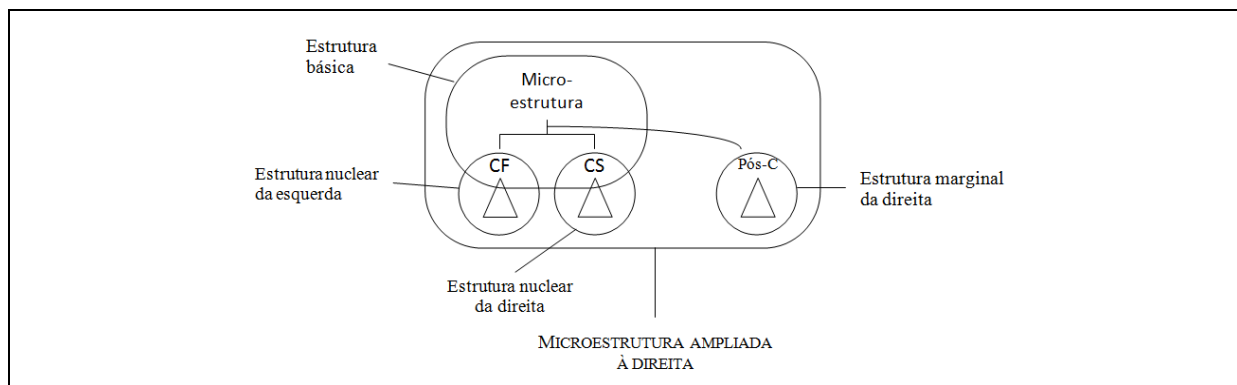 Estrutura
básica
Micro-
estrutura
CF
CS
Pós-C
Estrutura nuclear
da esquerda
Estrutura marginal
da direita
Estrutura nuclear
da direita
MICROESTRUTURA AMPLIADA
À DIREITA